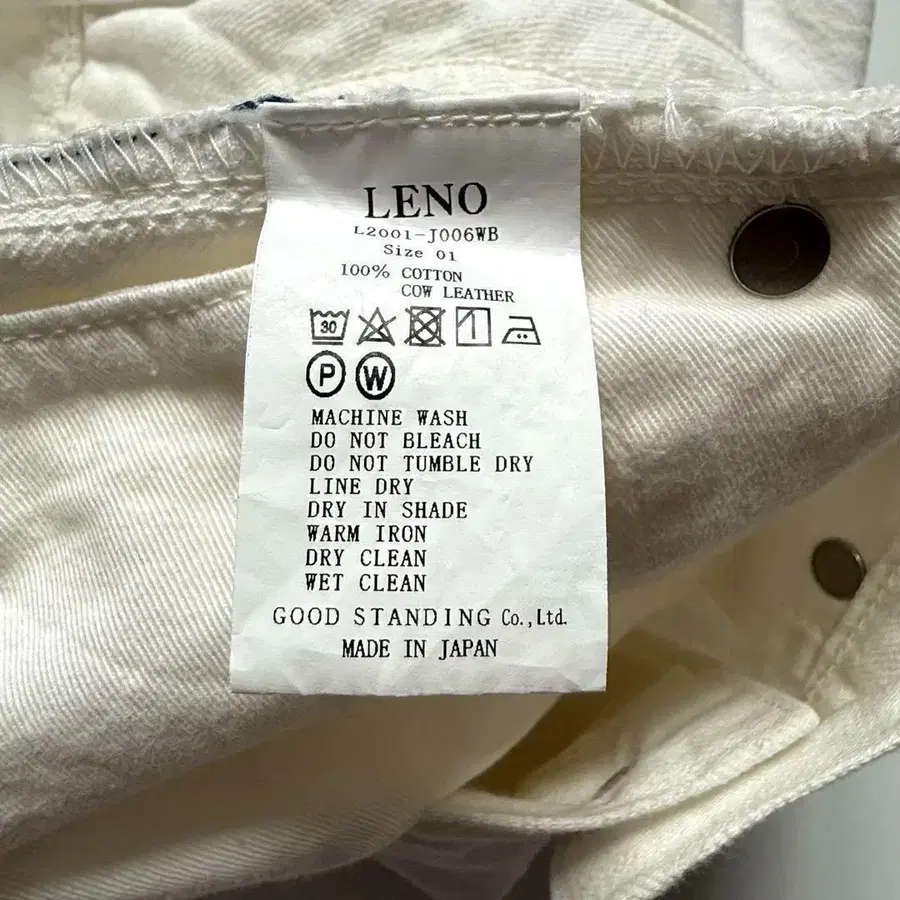 LENO
L2001-J006WB
Size 01
100% COTTON
COW LEATHER
30
P W
MACHINE WASH
DO NOT BLEACH
DO NOT TUMBLE DRY
LINE DRY
DRY IN SHADE
WARM IRON
DRY CLEAN
WET CLEAN
GOOD STANDING Co.,Ltd.
MADE IN JAPAN